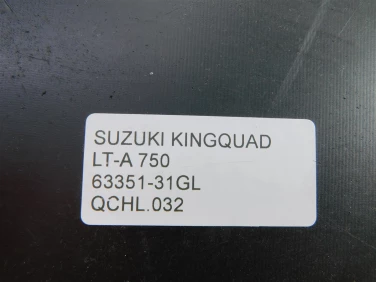 SUZUKI KINGQUAD
LT-A 750
63351-31GL
QCHL.032